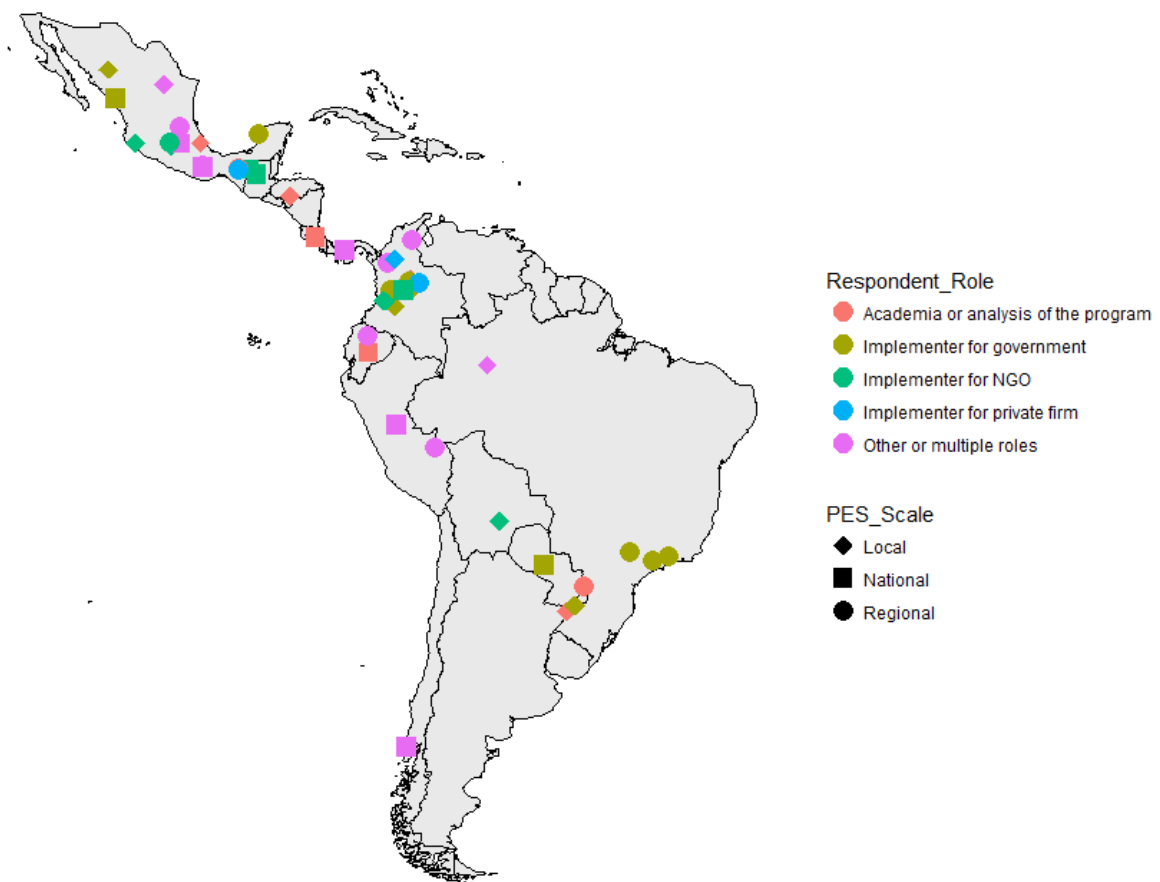 Respondent_Role
Academia or analysis of the program
Implementer for government
Implementer for NGO
Implementer for private firm
Other or multiple roles
PES_Scale
Local
National
Regional